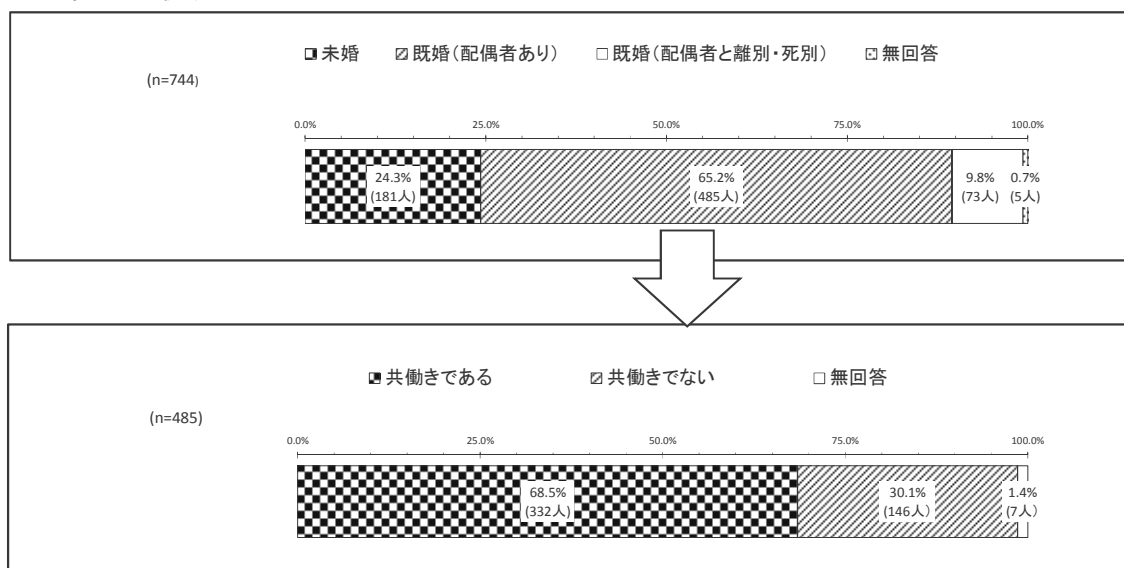 未婚 既婚（配偶者あり） 既婚（配偶者と離別・死別） 無回答
(n=744)
0.0% 25.0% 50.0% 75.0% 100.0%
24.3% 65.2% 9.8% 0.7%
(181人) (485人) (73人) (5人)
共働きである 共働きでない 無回答
(n=485)
0.0% 25.0% 50.0% 75.0% 100.0%
68.5% 30.1% 1.4%
(332人) (146人) (7人)